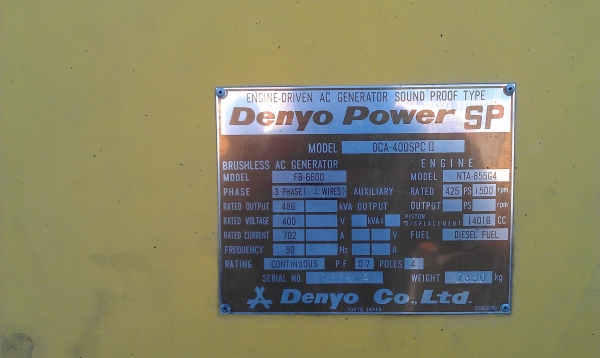 ENGINE-DRIVEN AC GENERATOR SOUND PROOF TYPE
Denyo Power SP
MODEL DCA-400SPC II
BRUSHLESS AC GENERATOR ENGINE
MODEL FB-6600 MODEL NTA-855G4
PHASE 3 PHASE( 4 WIRES) AUXILIARY RATED 425 PS 1500 rpm
RATED OUTPUT 486 kVA OUTPUT OUTPUT PS rpm
RATED VOLTAGE 400 V kVAx PISTON DISPLACEMENT 14016 CC
RATED CURRENT 702 A V FUEL DIESEL FUEL
FREQUENCY 50 Hz A
RATING CONTINUOUS P.F. 0.7 POLES 4
SERIAL NO. WEIGHT kg
Denyo Co., Ltd.
TOKYO JAPAN